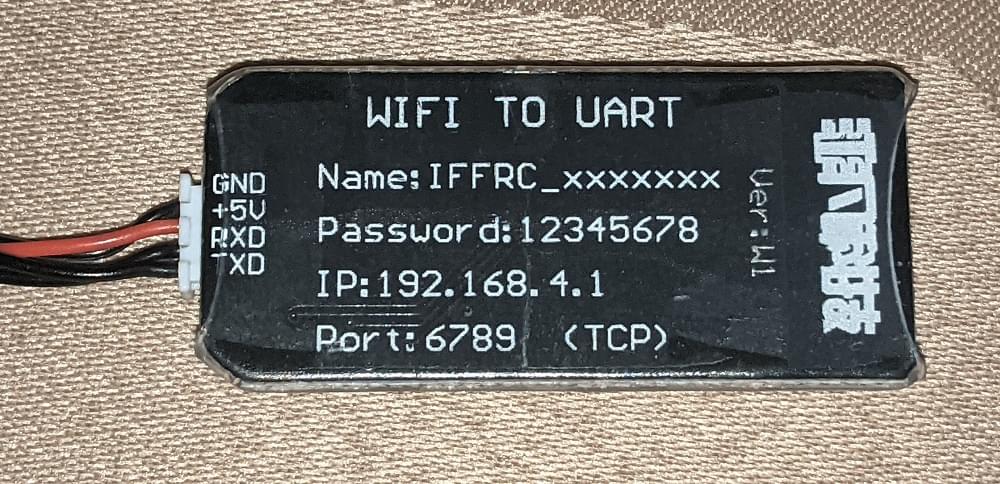 WIFI TO UART
Name:IFFRC_xxxxxxx
Password:12345678
IP:192.168.4.1
Port:6789 (TCP)
GND
+5V
RXD
TXD
Ver:W1